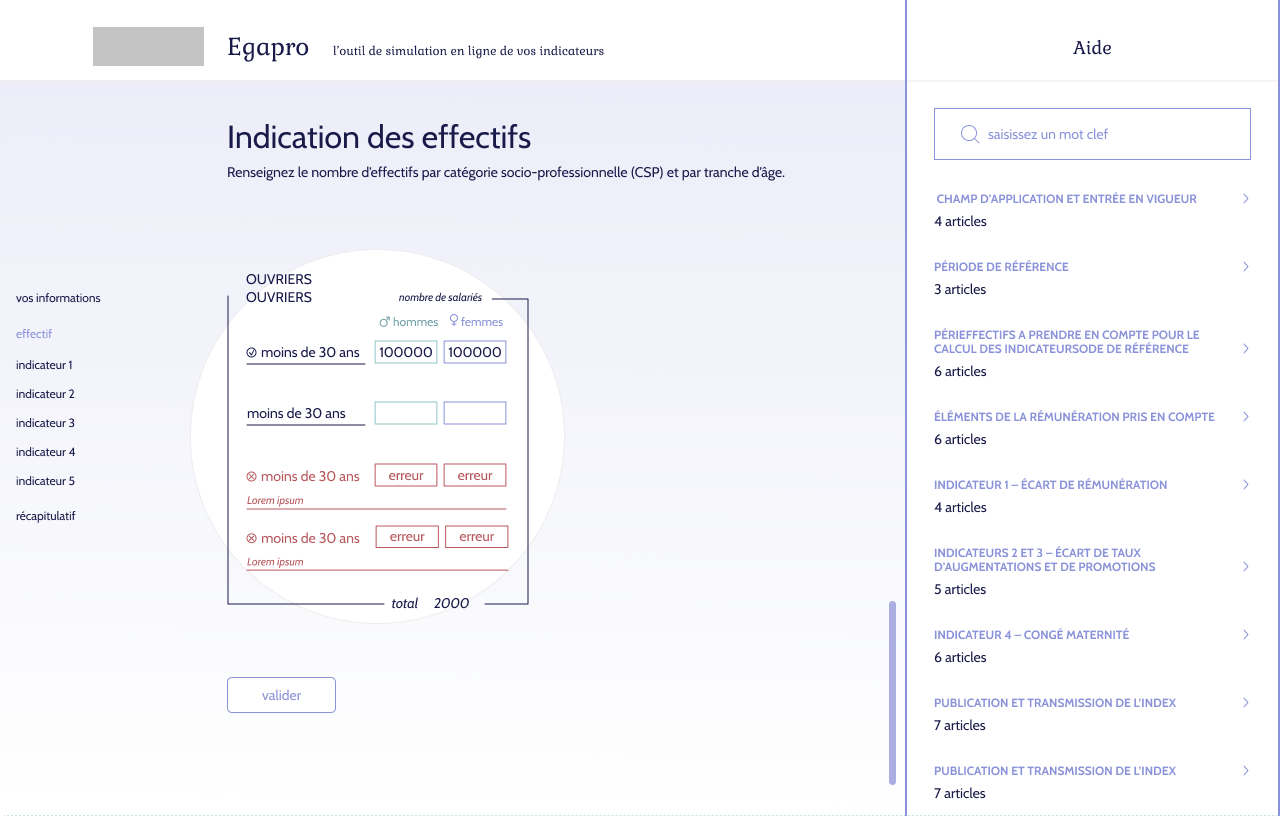 Egapro
l'outil de simulation en ligne de vos indicateurs
Indication des effectifs
Renseignez le nombre d'effectifs par catégorie socio-professionnelle (CSP) et par tranche d'âge.
vos informations
effectif
indicateur 1
indicateur 2
indicateur 3
indicateur 4
indicateur 5
récapitulatif
OUVRIERS
OUVRIERS
nombre de salariés
hommes femmes
moins de 30 ans 100000 100000
moins de 30 ans
moins de 30 ans erreur erreur
Lorem ipsum
moins de 30 ans erreur erreur
Lorem ipsum
total 2000
valider
Aide
saisissez un mot clef
CHAMP D'APPLICATION ET ENTRÉE EN VIGUEUR
4 articles
PÉRIODE DE RÉFÉRENCE
3 articles
PÉRIEFFECTIFS A PRENDRE EN COMPTE POUR LE
CALCUL DES INDICATEURSODE DE RÉFÉRENCE
6 articles
ÉLÉMENTS DE LA RÉMUNÉRATION PRIS EN COMPTE
6 articles
INDICATEUR 1 – ÉCART DE RÉMUNÉRATION
4 articles
INDICATEURS 2 ET 3 – ÉCART DE TAUX
D'AUGMENTATIONS ET DE PROMOTIONS
5 articles
INDICATEUR 4 – CONGÉ MATERNITÉ
6 articles
PUBLICATION ET TRANSMISSION DE L'INDEX
7 articles
PUBLICATION ET TRANSMISSION DE L'INDEX
7 articles